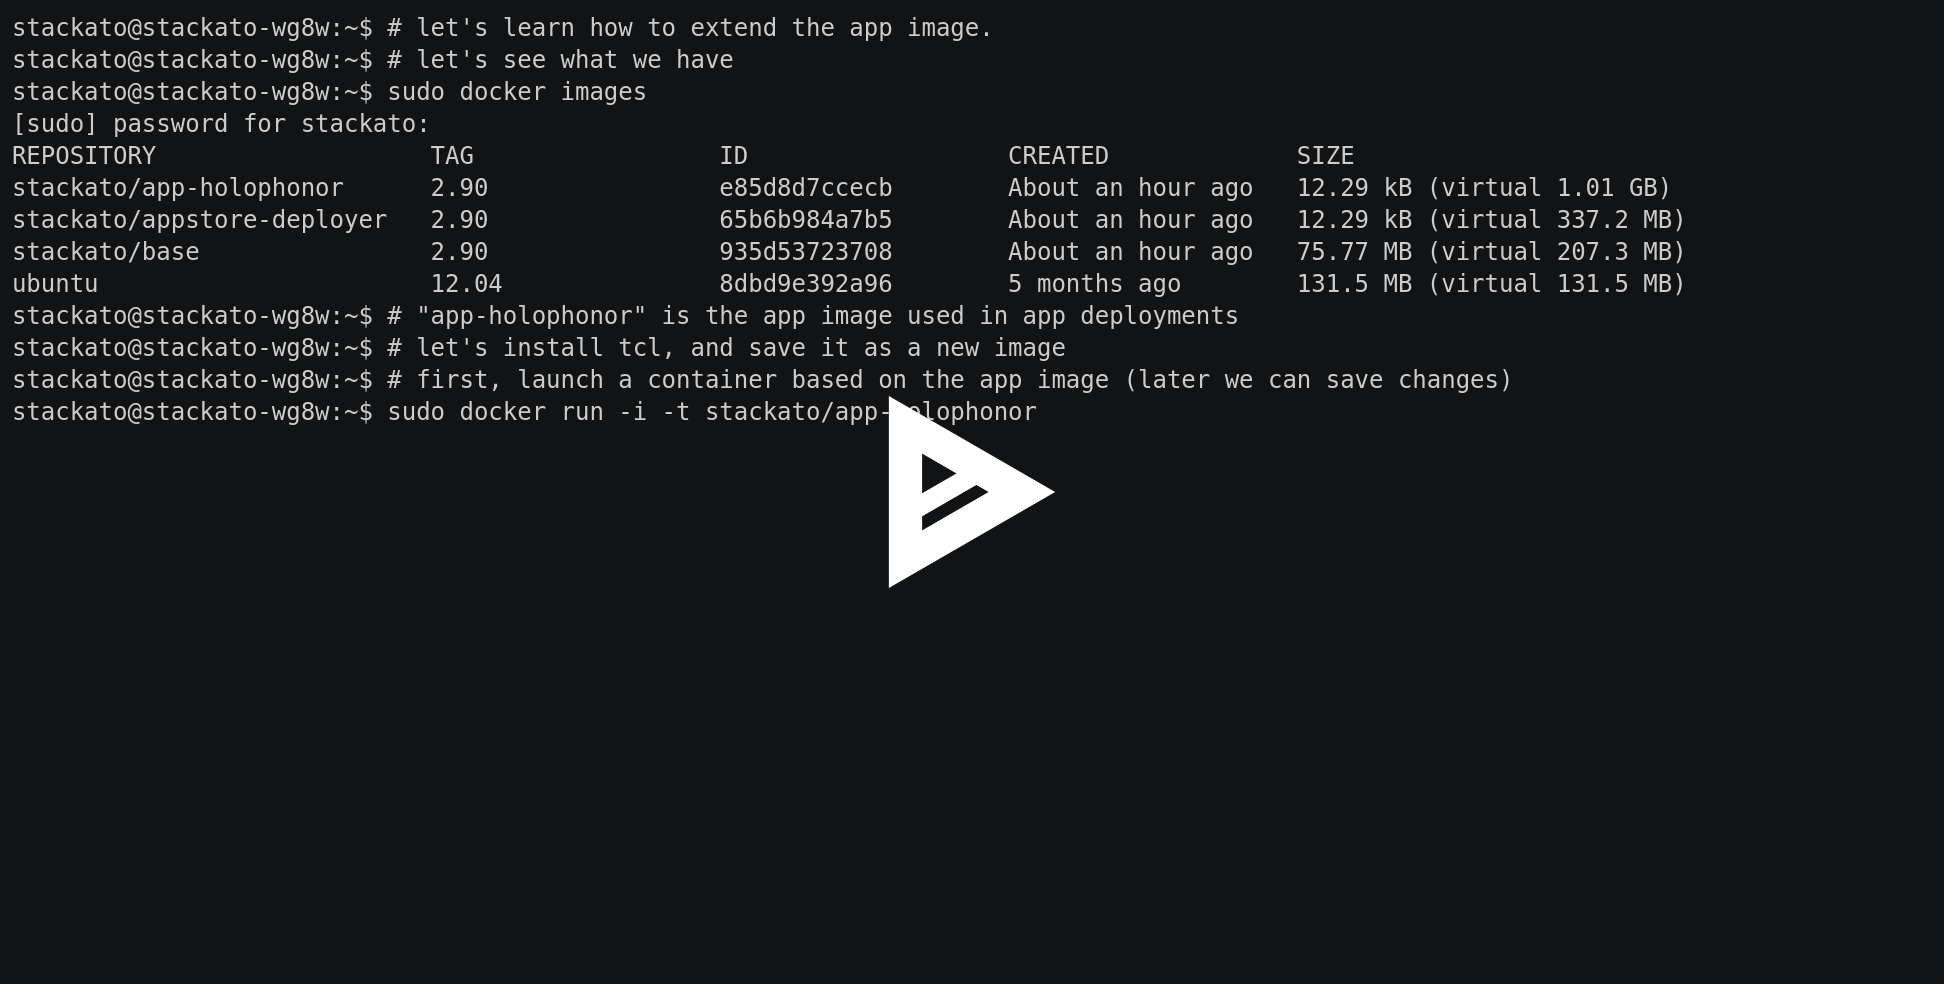 stackato@stackato-wg8w:~$ # let's learn how to extend the app image.
stackato@stackato-wg8w:~$ # let's see what we have
stackato@stackato-wg8w:~$ sudo docker images
[sudo] password for stackato:
REPOSITORY                   TAG                 ID                  CREATED             SIZE
stackato/app-holophonor      2.90                e85d8d7ccecb        About an hour ago   12.29 kB (virtual 1.01 GB)
stackato/appstore-deployer   2.90                65b6b984a7b5        About an hour ago   12.29 kB (virtual 337.2 MB)
stackato/base                2.90                935d53723708        About an hour ago   75.77 MB (virtual 207.3 MB)
ubuntu                       12.04               8dbd9e392a96        5 months ago        131.5 MB (virtual 131.5 MB)
stackato@stackato-wg8w:~$ # "app-holophonor" is the app image used in app deployments
stackato@stackato-wg8w:~$ # let's install tcl, and save it as a new image
stackato@stackato-wg8w:~$ # first, launch a container based on the app image (later we can save changes)
stackato@stackato-wg8w:~$ sudo docker run -i -t stackato/app-holophonor